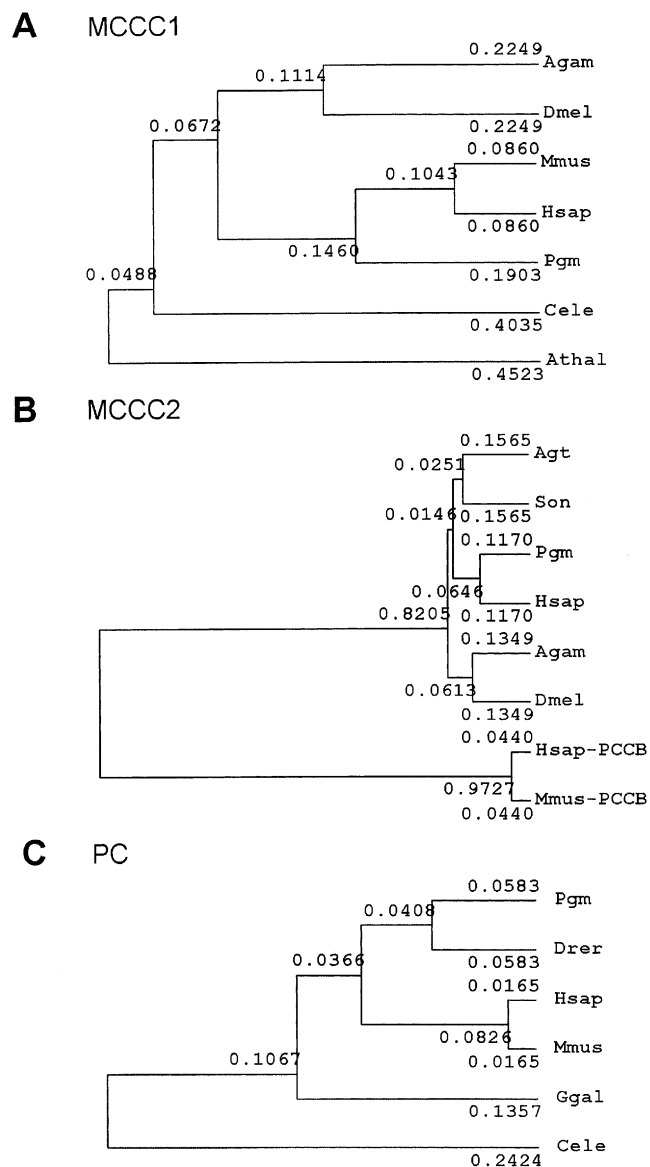 A MCCC1
0.2249
Agam
0.1114
Dmel
0.2249
0.0672
0.0860
Mmus
0.1043
Hsap
0.0860
0.1460
Pgm
0.1903
0.0488
Cele
0.4035
Athal
0.4523
B MCCC2
0.1565
Agt
0.0251
Son
0.0146 0.1565
0.1170
Pgm
0.0646
Hsap
0.8205 0.1170
0.1349
Agam
0.0613
Dmel
0.1349
0.0440
Hsap-PCCB
0.9727
Mmus-PCCB
0.0440
C PC
0.0583
Pgm
0.0408
Drer
0.0366 0.0583
0.0165
Hsap
0.0826
Mmus
0.1067 0.0165
Ggal
0.1357
Cele
0.2424